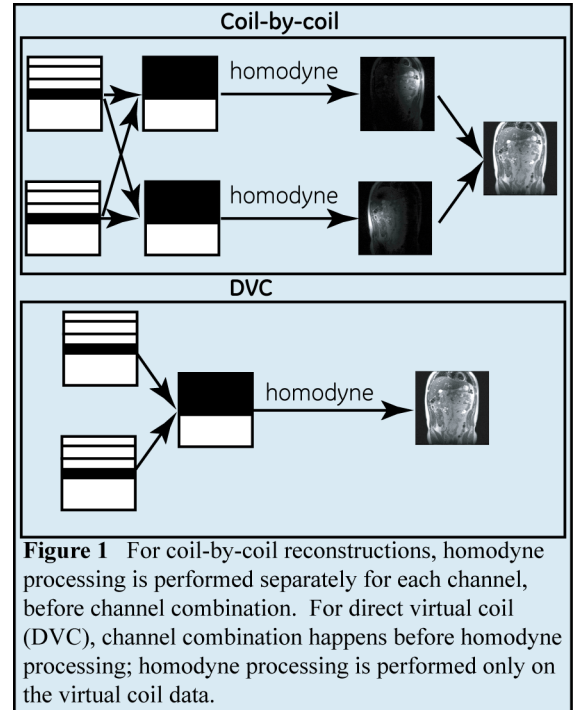 Coil-by-coil
homodyne
homodyne
DVC
homodyne
Figure 1 For coil-by-coil reconstructions, homodyne
processing is performed separately for each channel,
before channel combination. For direct virtual coil
(DVC), channel combination happens before homodyne
processing; homodyne processing is performed only on
the virtual coil data.